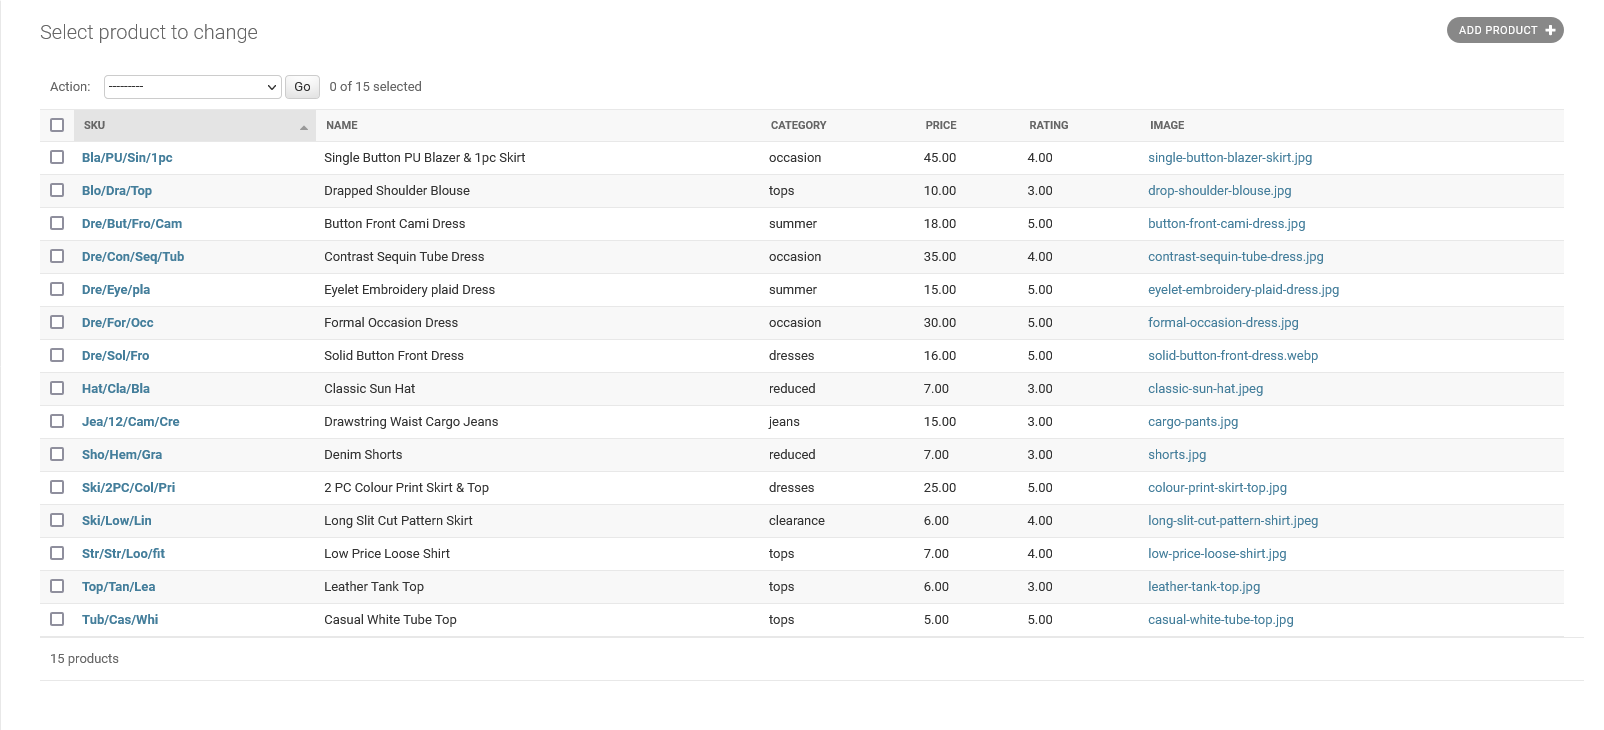 Select product to change
ADD PRODUCT +
Action: --------- Go 0 of 15 selected
SKU NAME CATEGORY PRICE RATING IMAGE
Bla/PU/Sin/1pc Single Button PU Blazer & 1pc Skirt occasion 45.00 4.00 single-button-blazer-skirt.jpg
Blo/Dra/Top Drapped Shoulder Blouse tops 10.00 3.00 drop-shoulder-blouse.jpg
Dre/But/Fro/Cam Button Front Cami Dress summer 18.00 5.00 button-front-cami-dress.jpg
Dre/Con/Seq/Tub Contrast Sequin Tube Dress occasion 35.00 4.00 contrast-sequin-tube-dress.jpg
Dre/Eye/pla Eyelet Embroidery plaid Dress summer 15.00 5.00 eyelet-embroidery-plaid-dress.jpg
Dre/For/Occ Formal Occasion Dress occasion 30.00 5.00 formal-occasion-dress.jpg
Dre/Sol/Fro Solid Button Front Dress dresses 16.00 5.00 solid-button-front-dress.webp
Hat/Cla/Bla Classic Sun Hat reduced 7.00 3.00 classic-sun-hat.jpeg
Jea/12/Cam/Cre Drawstring Waist Cargo Jeans jeans 15.00 3.00 cargo-pants.jpg
Sho/Hem/Gra Denim Shorts reduced 7.00 3.00 shorts.jpg
Ski/2PC/Col/Pri 2 PC Colour Print Skirt & Top dresses 25.00 5.00 colour-print-skirt-top.jpg
Ski/Low/Lin Long Slit Cut Pattern Skirt clearance 6.00 4.00 long-slit-cut-pattern-shirt.jpeg
Str/Str/Loo/fit Low Price Loose Shirt tops 7.00 4.00 low-price-loose-shirt.jpg
Top/Tan/Lea Leather Tank Top tops 6.00 3.00 leather-tank-top.jpg
Tub/Cas/Whi Casual White Tube Top tops 5.00 5.00 casual-white-tube-top.jpg
15 products